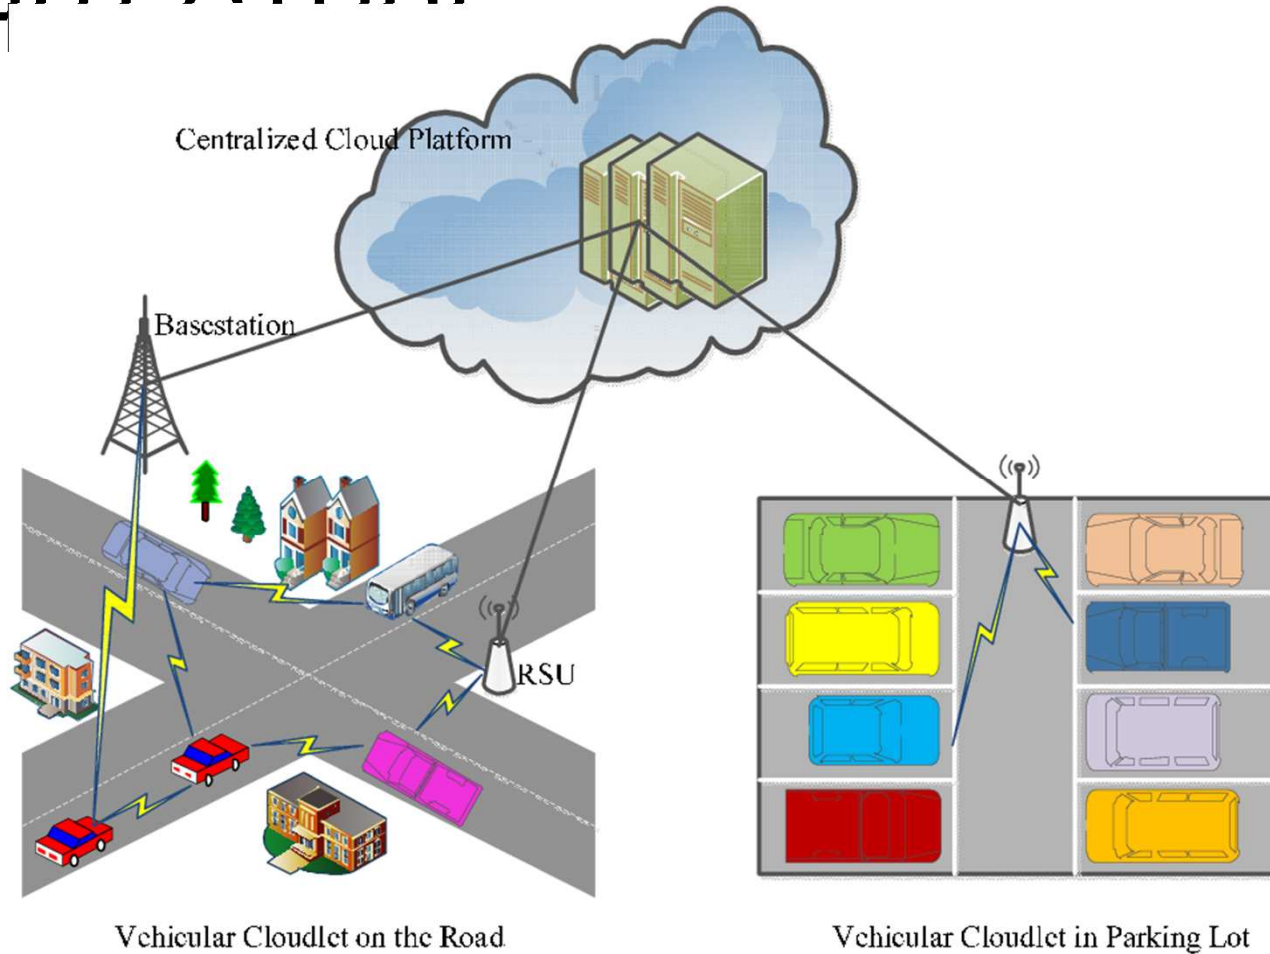 Centralized Cloud Platform
Basestation
RSU
Vehicular Cloudlet on the Road
Vehicular Cloudlet in Parking Lot